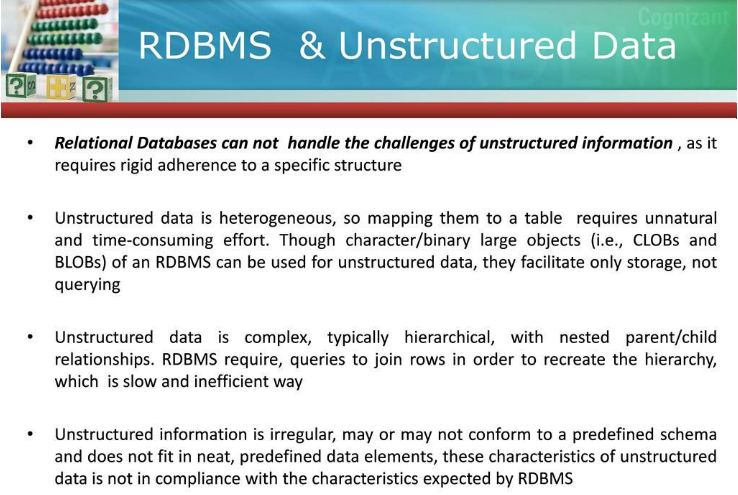 Cognizant
RDBMS & Unstructured Data
• Relational Databases can not handle the challenges of unstructured information , as it
requires rigid adherence to a specific structure
• Unstructured data is heterogeneous, so mapping them to a table requires unnatural
and time-consuming effort. Though character/binary large objects (i.e., CLOBs and
BLOBs) of an RDBMS can be used for unstructured data, they facilitate only storage, not
querying
• Unstructured data is complex, typically hierarchical, with nested parent/child
relationships. RDBMS require, queries to join rows in order to recreate the hierarchy,
which is slow and inefficient way
• Unstructured information is irregular, may or may not conform to a predefined schema
and does not fit in neat, predefined data elements, these characteristics of unstructured
data is not in compliance with the characteristics expected by RDBMS